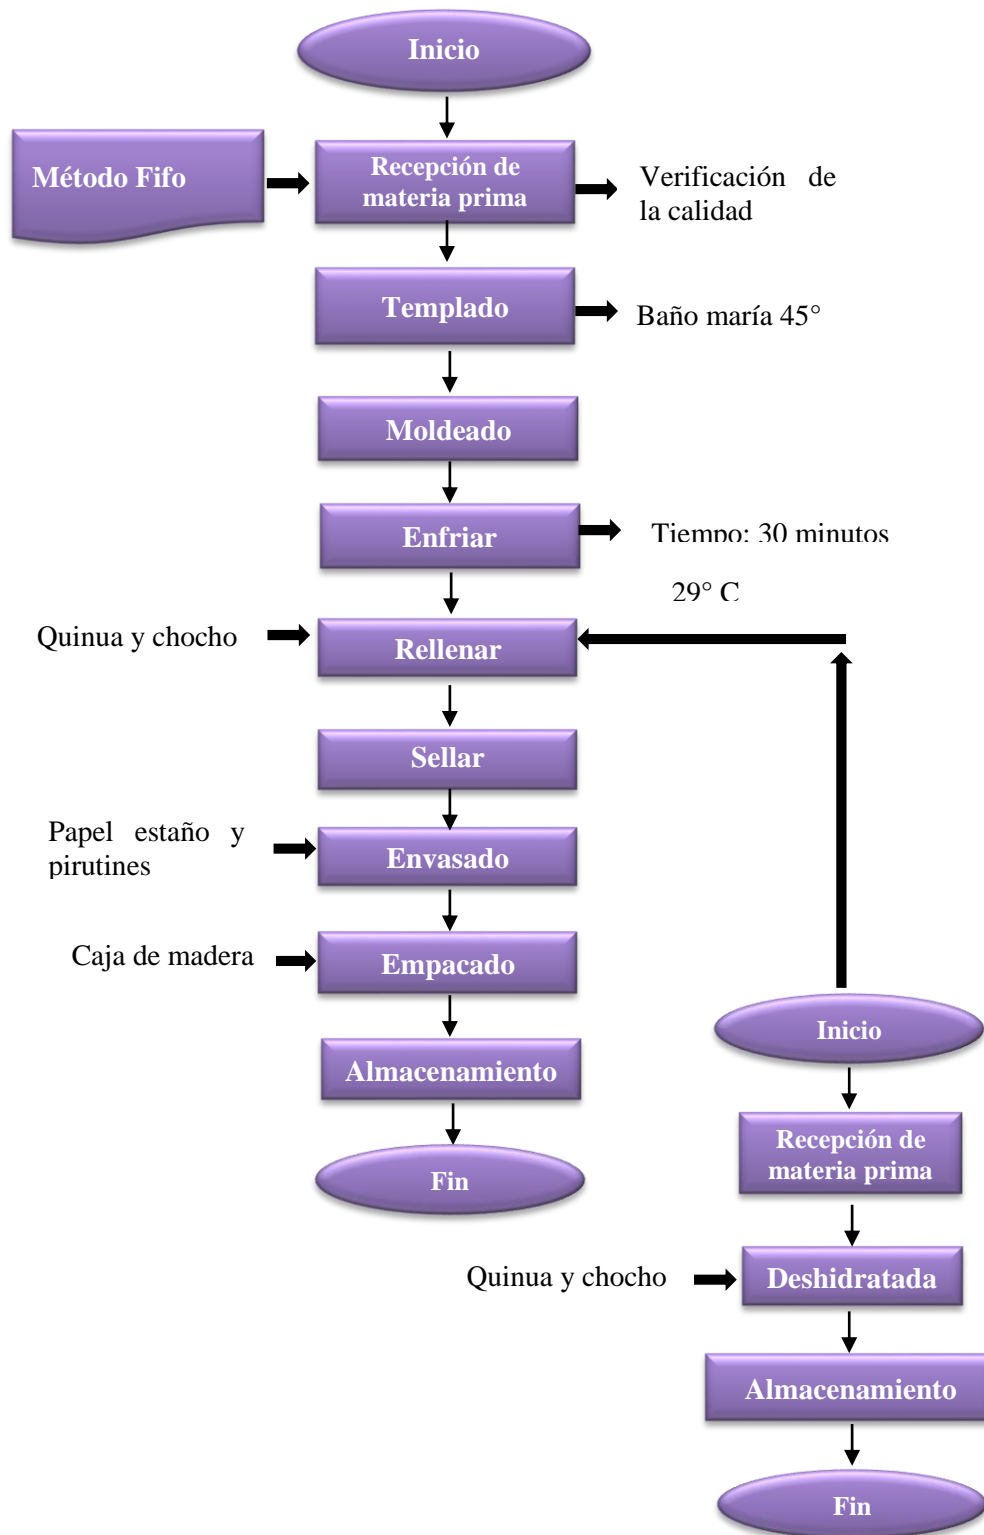 Inicio
Método Fifo
Recepción de
materia prima
Verificación de
la calidad
Templado
Baño maría 45°
Moldeado
Enfriar
Tiempo: 30 minutos
29° C
Quinua y chocho
Rellenar
Sellar
Papel estaño y
pirutines
Envasado
Caja de madera
Empacado
Almacenamiento
Fin
Inicio
Recepción de
materia prima
Quinua y chocho
Deshidratada
Almacenamiento
Fin